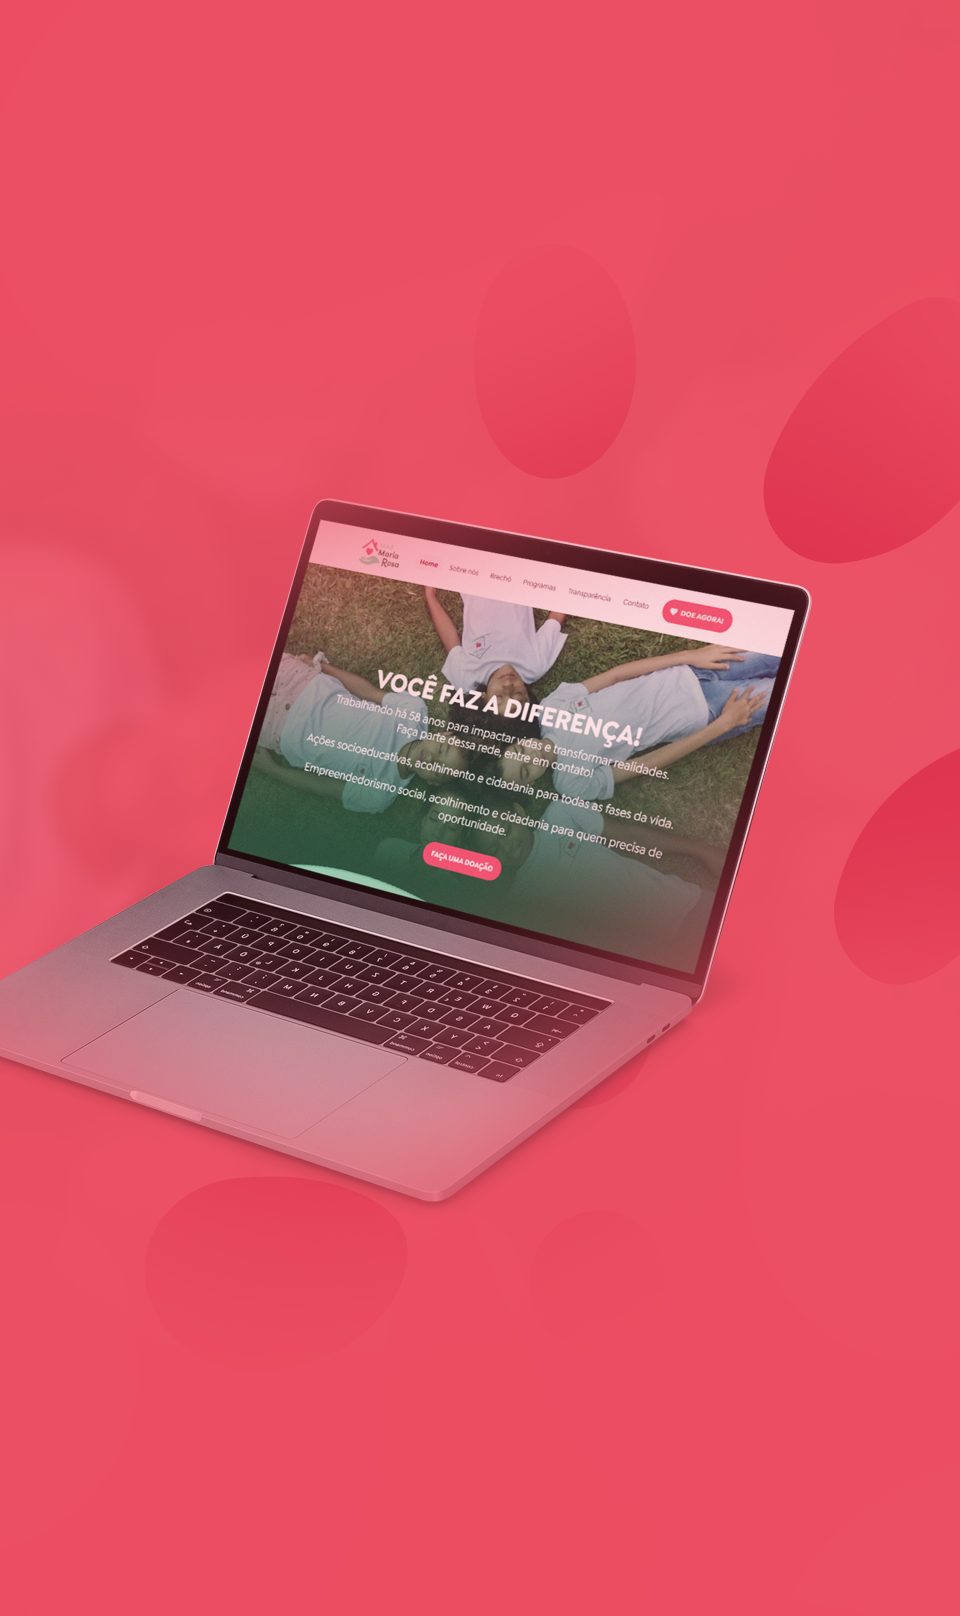 Maria
Rosa
Home Sobre nós Brechó Programas Transparência Contato DOE AGORA!
VOCÊ FAZ A DIFERENÇA!
Trabalhando há 58 anos para impactar vidas e transformar realidades.
Faça parte dessa rede, entre em contato!
Ações socioeducativas, acolhimento e cidadania para todas as fases da vida.
Empreendedorismo social, acolhimento e cidadania para quem precisa de
oportunidade.
FAÇA UMA DOAÇÃO